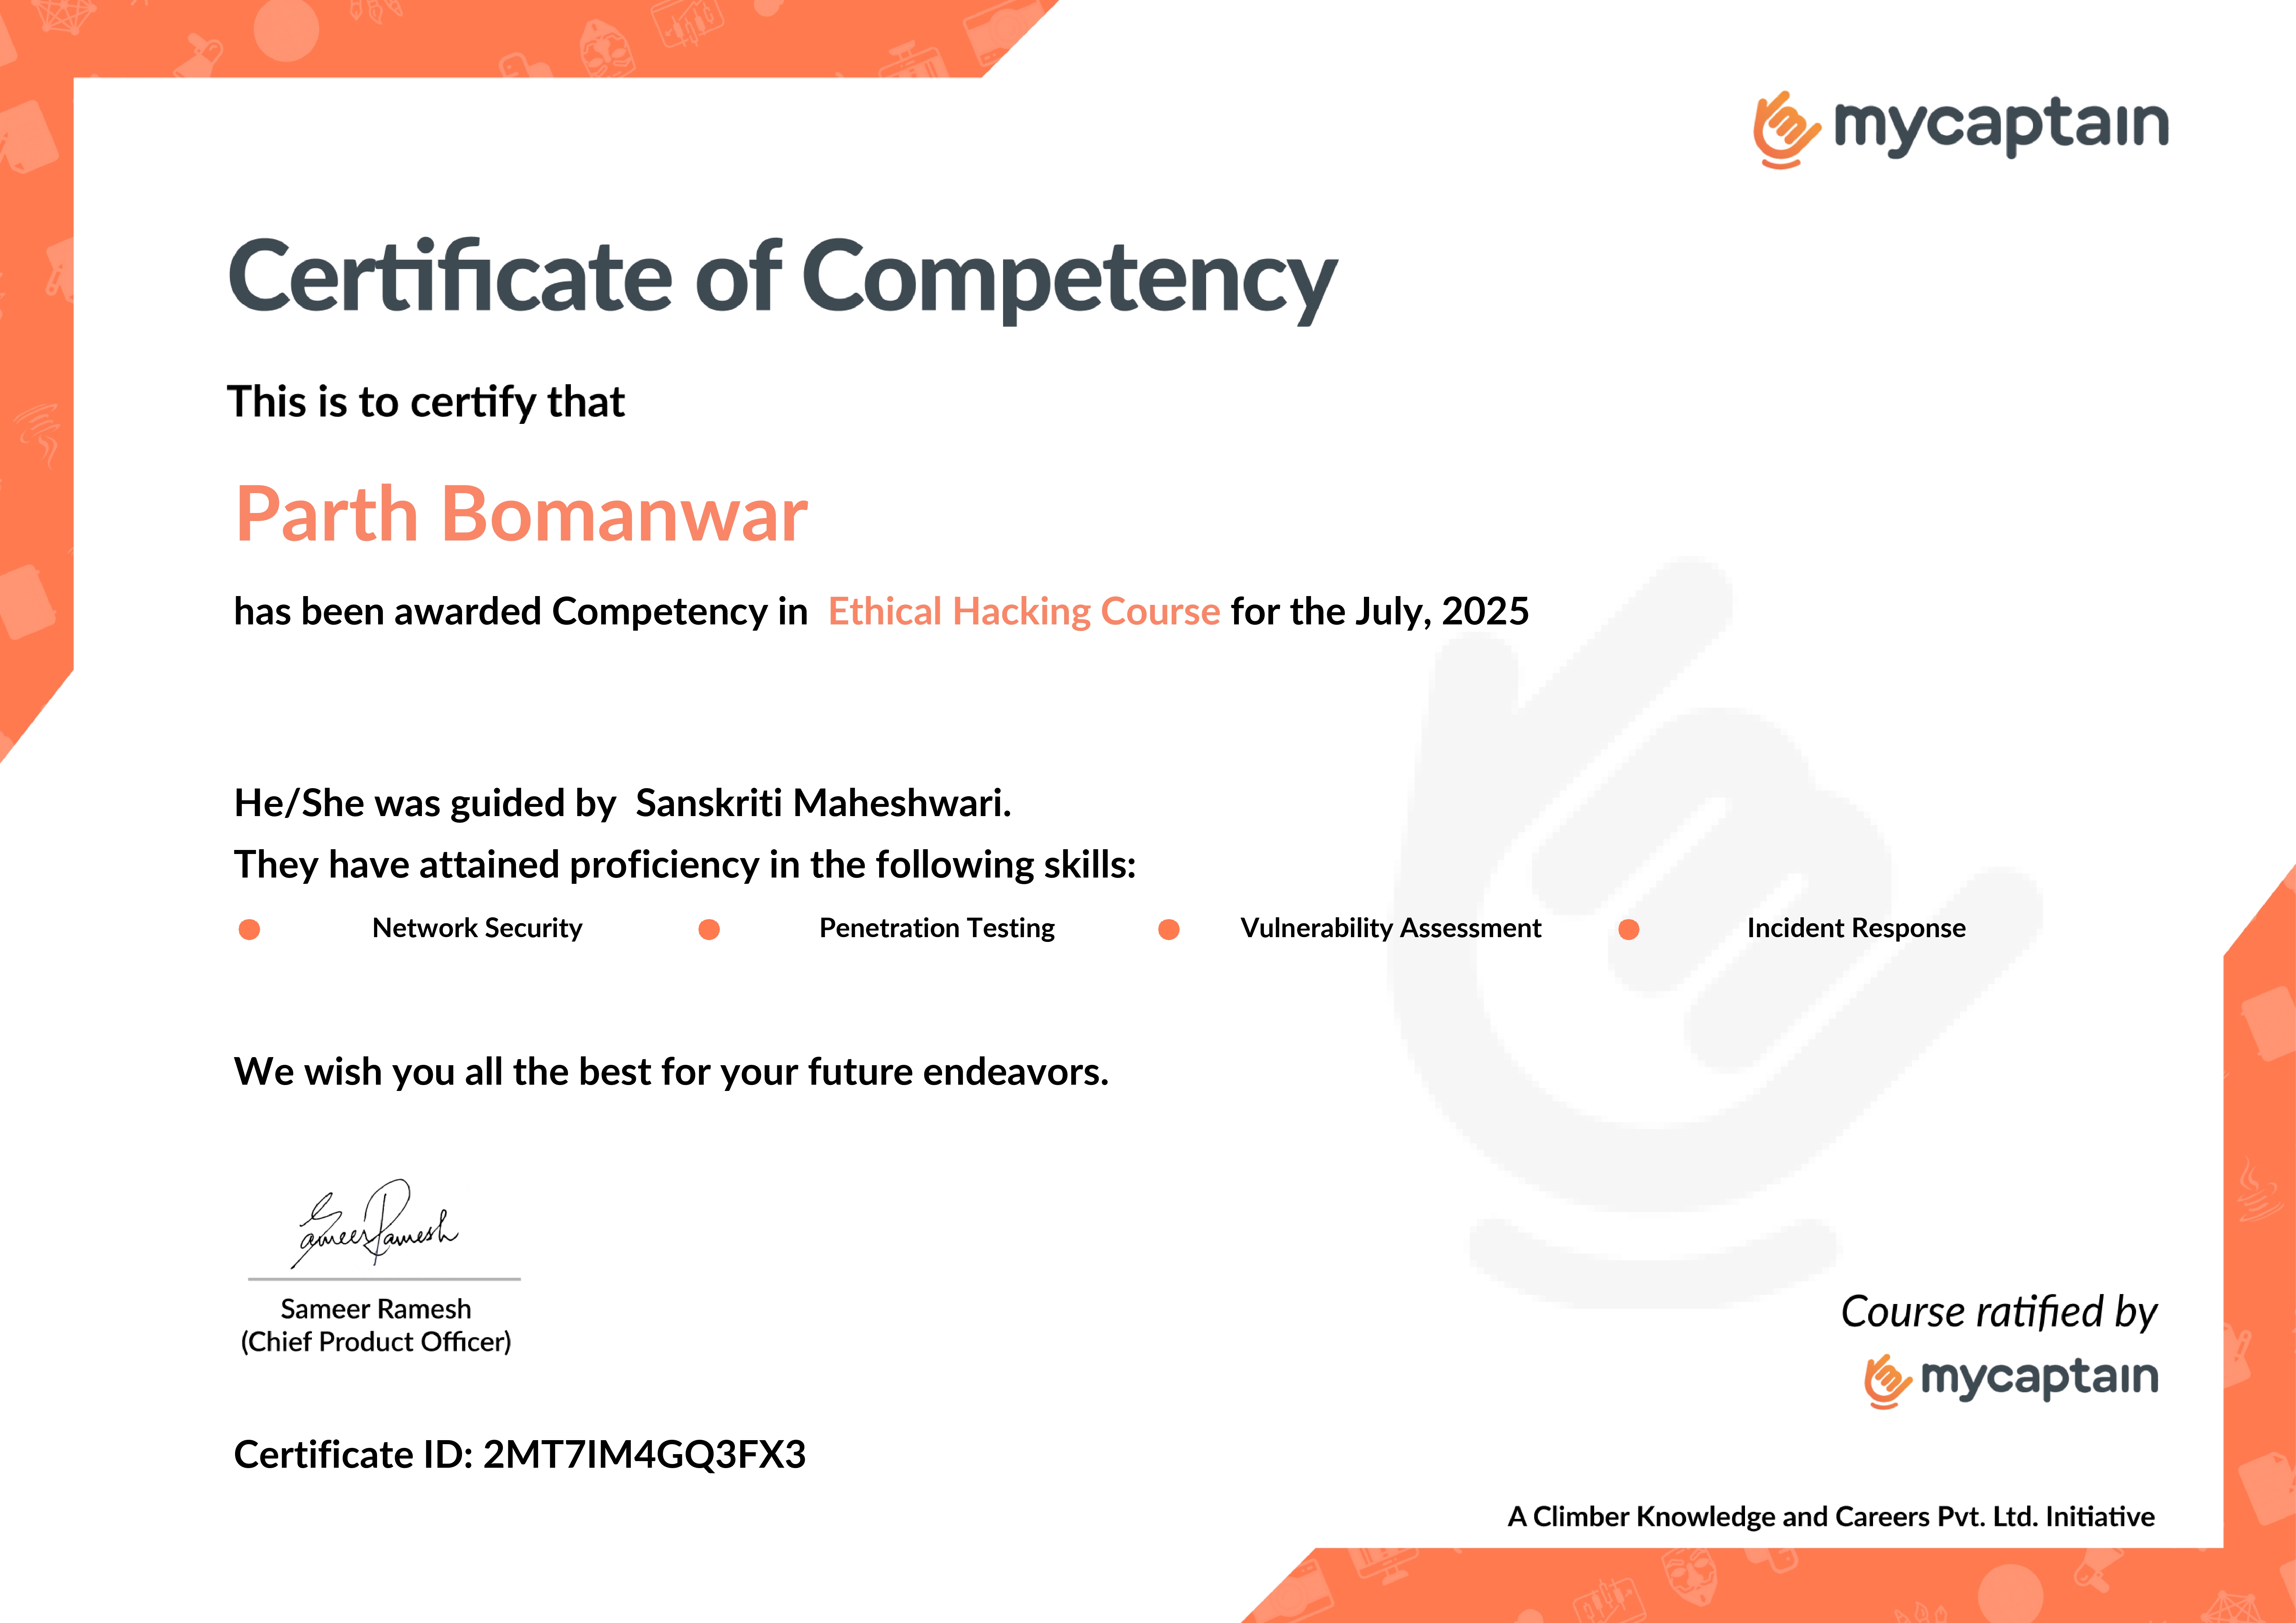 mycaptain
Certificate of Competency
This is to certify that
Parth Bomanwar
has been awarded Competency in Ethical Hacking Course for the July, 2025
He/She was guided by Sanskriti Maheshwari.
They have attained proficiency in the following skills:
Network Security Penetration Testing Vulnerability Assessment Incident Response
We wish you all the best for your future endeavors.
Sameer Ramesh
Sameer Ramesh
(Chief Product Officer)
Course ratified by
mycaptain
Certificate ID: 2MT7IM4GQ3FX3
A Climber Knowledge and Careers Pvt. Ltd. Initiative